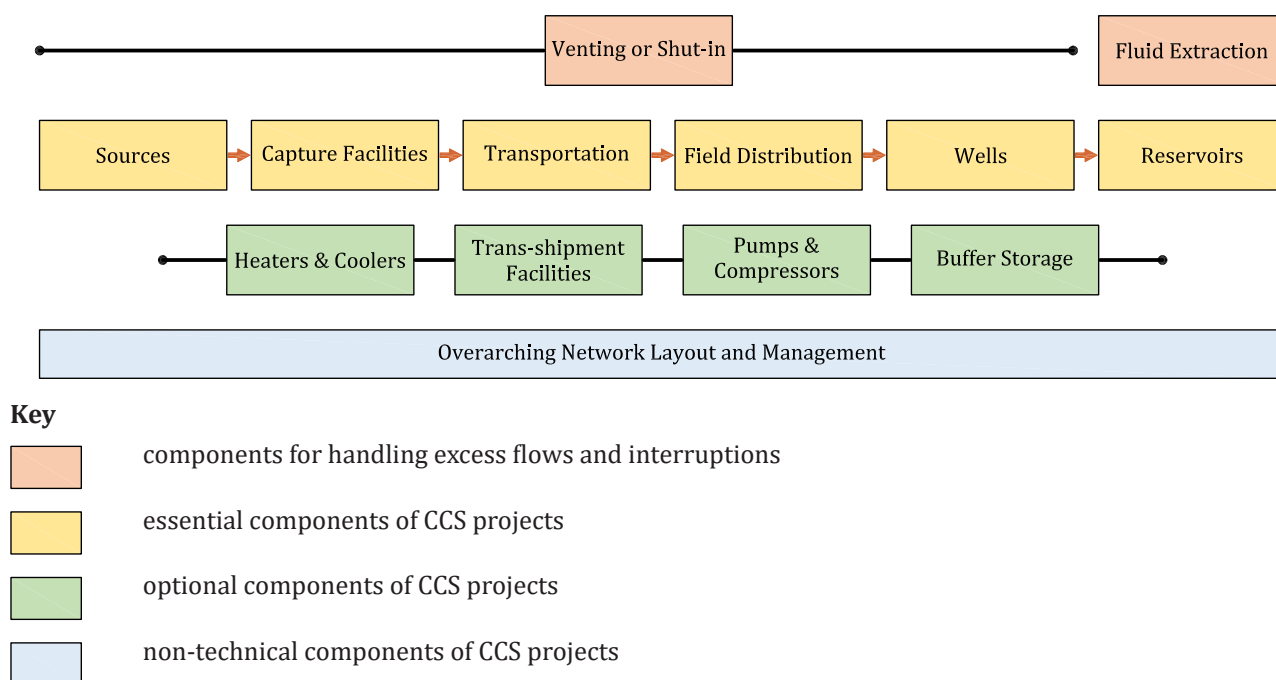 Venting or Shut-in
Fluid Extraction
Sources
Capture Facilities
Transportation
Field Distribution
Wells
Reservoirs
Heaters & Coolers
Trans-shipment
Facilities
Pumps &
Compressors
Buffer Storage
Overarching Network Layout and Management
Key
components for handling excess flows and interruptions
essential components of CCS projects
optional components of CCS projects
non-technical components of CCS projects